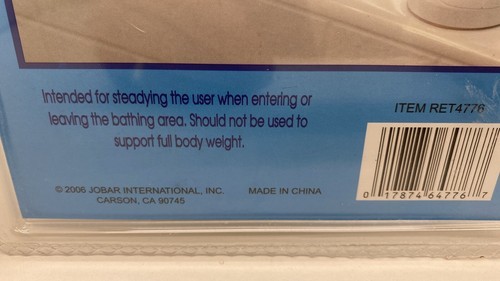 Intended for steadying the user when entering or
leaving the bathing area. Should not be used to
support full body weight.
ITEM RET4776
© 2006 JOBAR INTERNATIONAL, INC.
CARSON, CA 90745
MADE IN CHINA
0 17874 64776 7